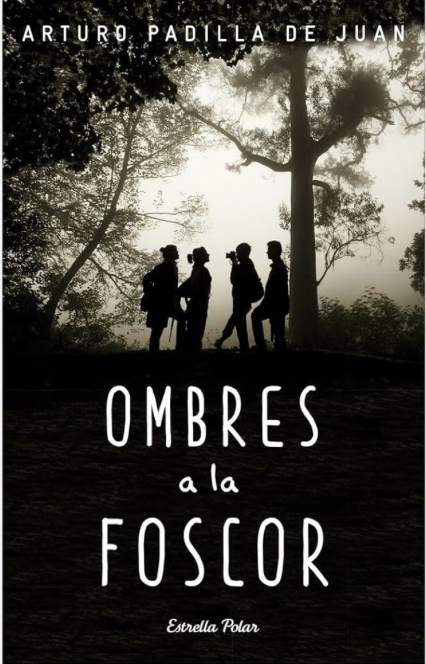 ARTURO PADILLA DE JUAN
OMBRES
a la
FOSCOR
Estrella Polar